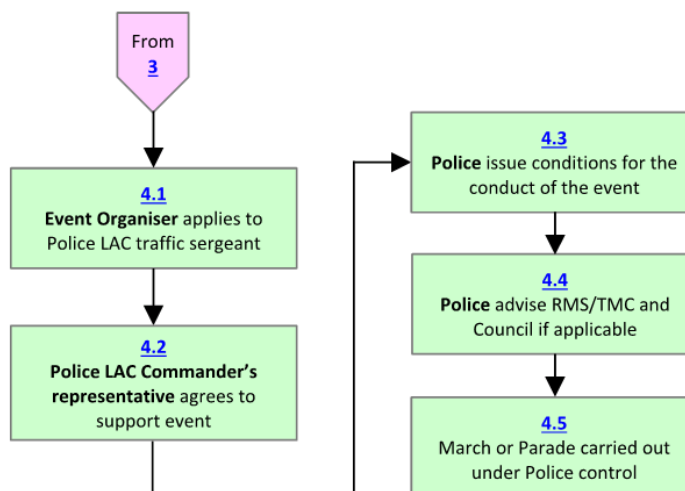 From
3
4.1
Event Organiser applies to
Police LAC traffic sergeant
4.2
Police LAC Commander's
representative agrees to
support event
4.3
Police issue conditions for the
conduct of the event
4.4
Police advise RMS/TMC and
Council if applicable
4.5
March or Parade carried out
under Police control